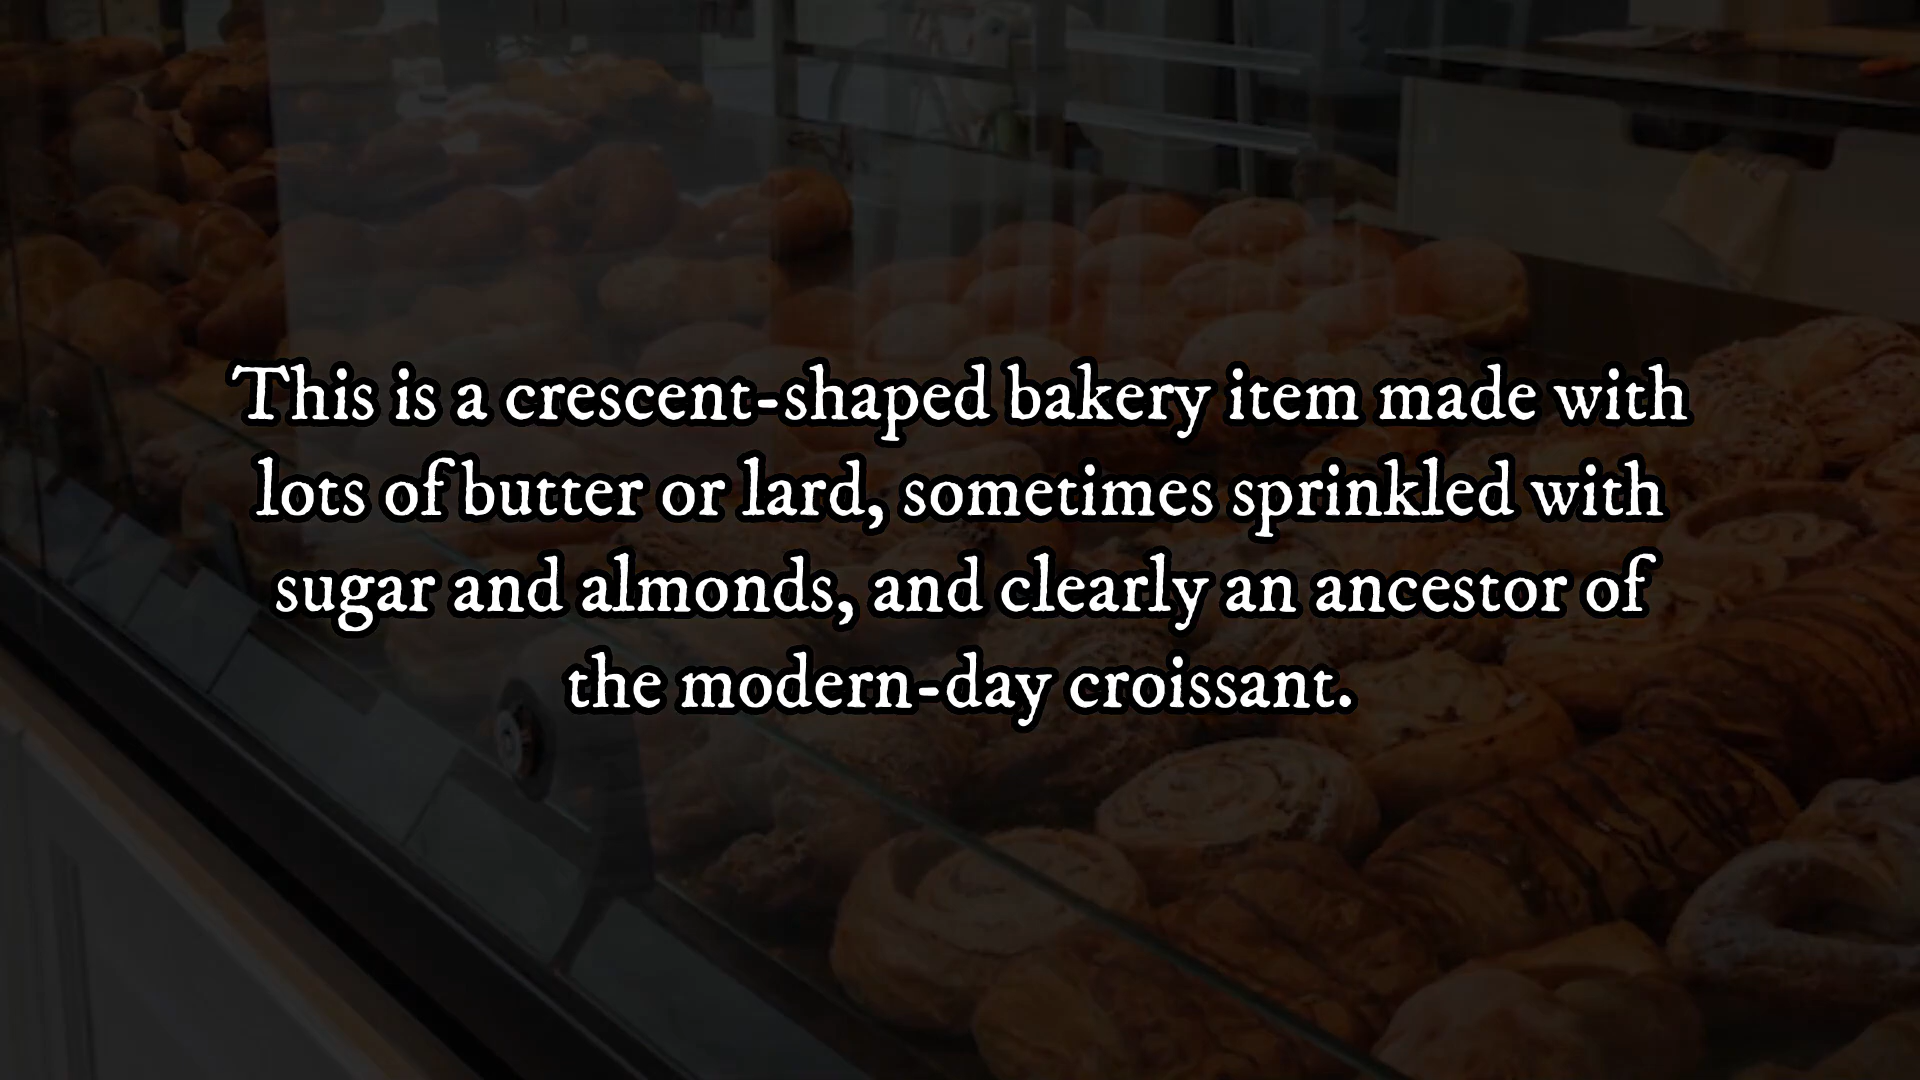 This is a crescent-shaped bakery item made with
lots of butter or lard, sometimes sprinkled with
sugar and almonds, and clearly an ancestor of
the modern-day croissant.